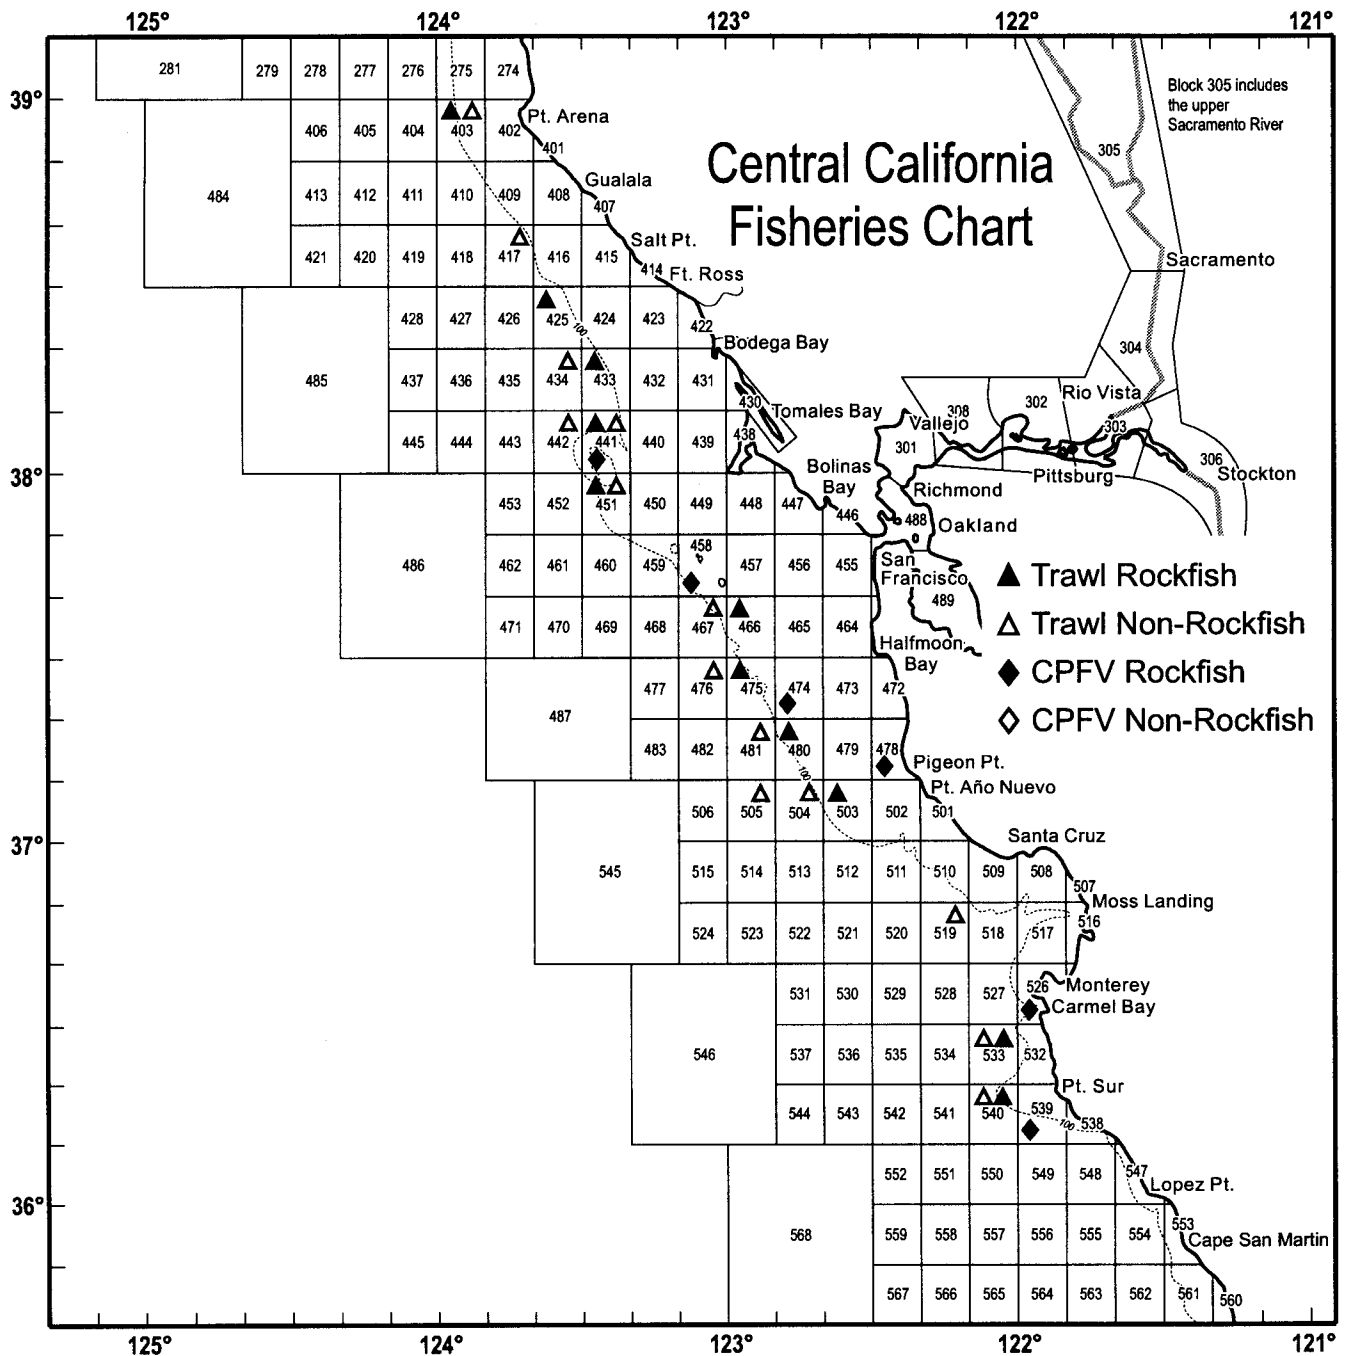 125° 124° 123° 122° 121°
281 279 278 277 276 275 274
Block 305 includes
the upper
Sacramento River
39°
Pt. Arena
406 405 404 403 402
401
305
Central California
Fisheries Chart
Gualala
484 413 412 411 410 409 408
407
Salt Pt.
421 420 419 418 417 416 415
414 Ft. Ross
Sacramento
428 427 426 425 424 423
422
100
Bodega Bay
304
485 437 436 435 434 433 432 431
Rio Vista
430 Tomales Bay
308 302
Vallejo
303
445 444 443 442 441 440 439
438
301
306
38°
Bolinas
Bay
Pittsburg
Stockton
Richmond
453 452 451 450 449 448 447
446
488 Oakland
486 462 461 460 459 458 457 456 455
San
Francisco
489
Trawl Rockfish
Trawl Non-Rockfish
CPFV Rockfish
CPFV Non-Rockfish
471 470 469 468 467 466 465 464
Halfmoon
Bay
487 477 476 475 474 473 472
483 482 481 480 479 478
Pigeon Pt.
100
Pt. Año Nuevo
506 505 504 503 502 501
Santa Cruz
37°
545 515 514 513 512 511 510 509 508
507
Moss Landing
516
524 523 522 521 520 519 518 517
531 530 529 528 527 526
Monterey
Carmel Bay
546 537 536 535 534 533 532
Pt. Sur
544 543 542 541 540 539
100 538
552 551 550 549 548 547
Lopez Pt.
36°
568 559 558 557 556 555 554
553
Cape San Martin
567 566 565 564 563 562 561
560
125° 124° 123° 122° 121°